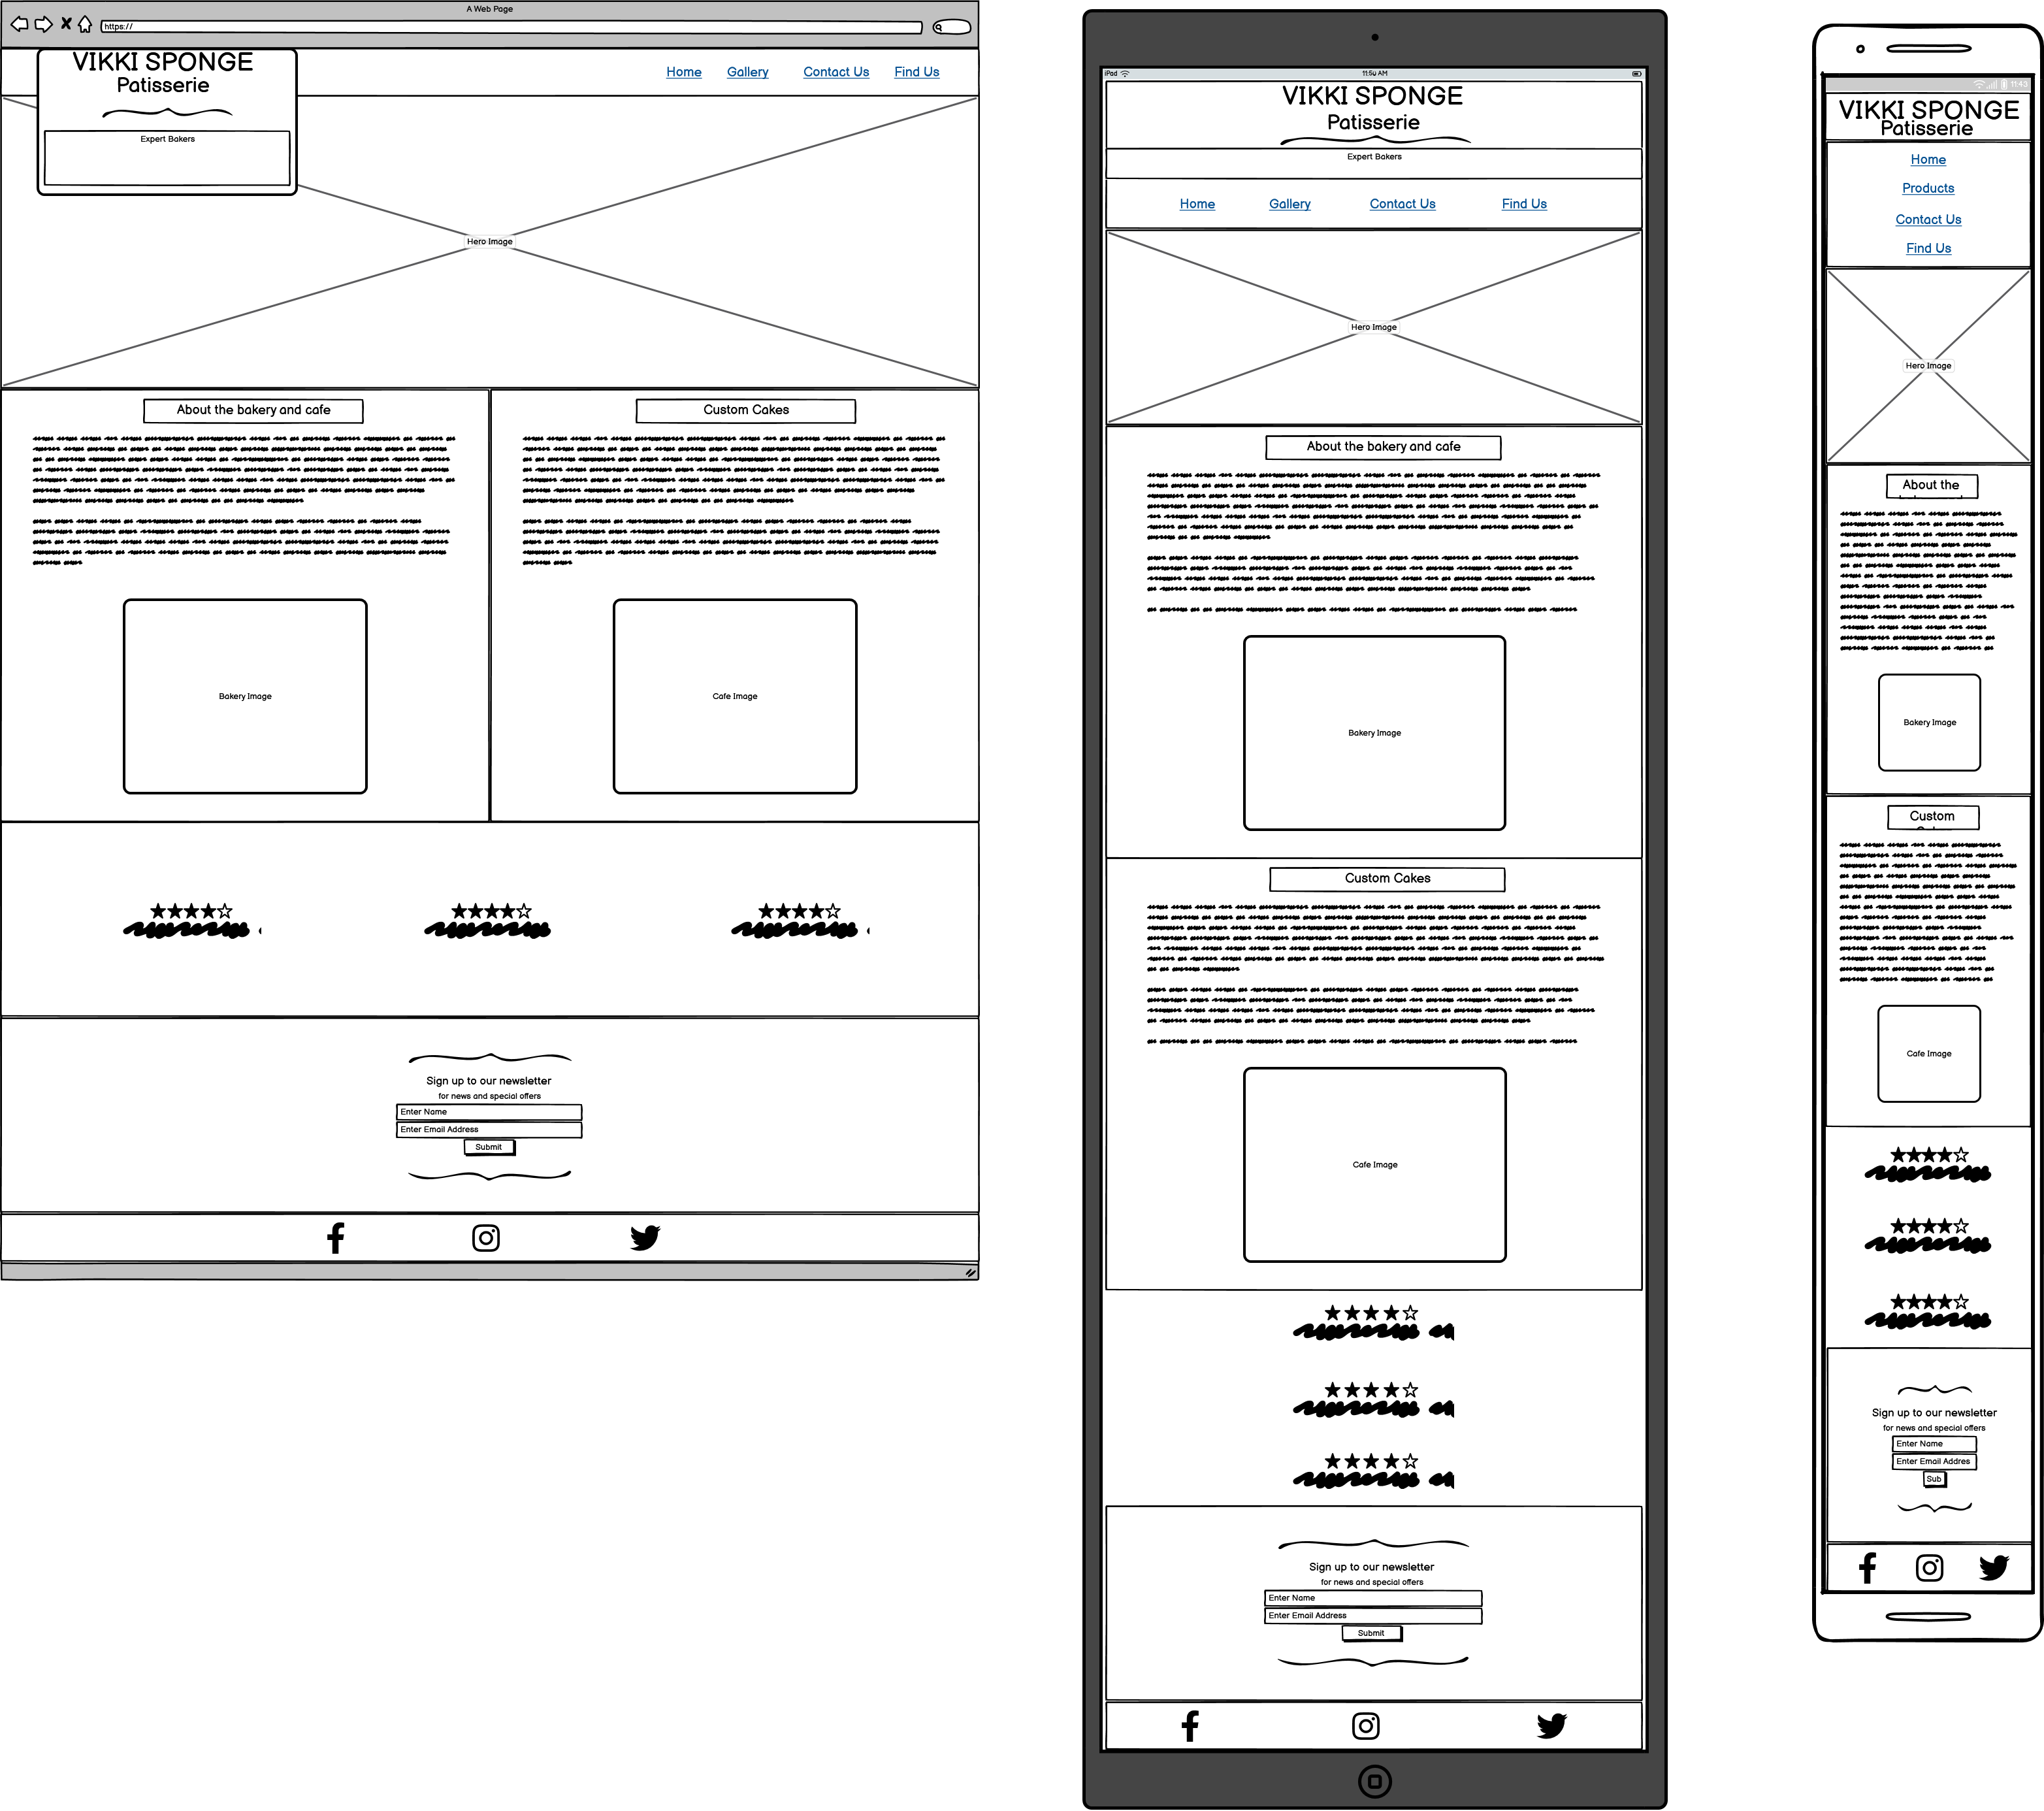 A Web Page
https://
VIKKI SPONGE
Patisserie
Expert Bakers
Home Gallery Contact Us Find Us
Hero Image
About the bakery and cafe
Bakery Image
Custom Cakes
Cafe Image
Sign up to our newsletter
for news and special offers
Enter Name
Enter Email Address
Submit
iPad 11:50 AM
VIKKI SPONGE
Patisserie
Expert Bakers
Home Gallery Contact Us Find Us
Hero Image
About the bakery and cafe
Bakery Image
Custom Cakes
Cafe Image
Sign up to our newsletter
for news and special offers
Enter Name
Enter Email Address
Submit
11:43
VIKKI SPONGE
Patisserie
Home
Products
Contact Us
Find Us
Hero Image
About the
Bakery Image
Custom
Cafe Image
Sign up to our newsletter
for news and special offers
Enter Name
Enter Email Addres
Sub